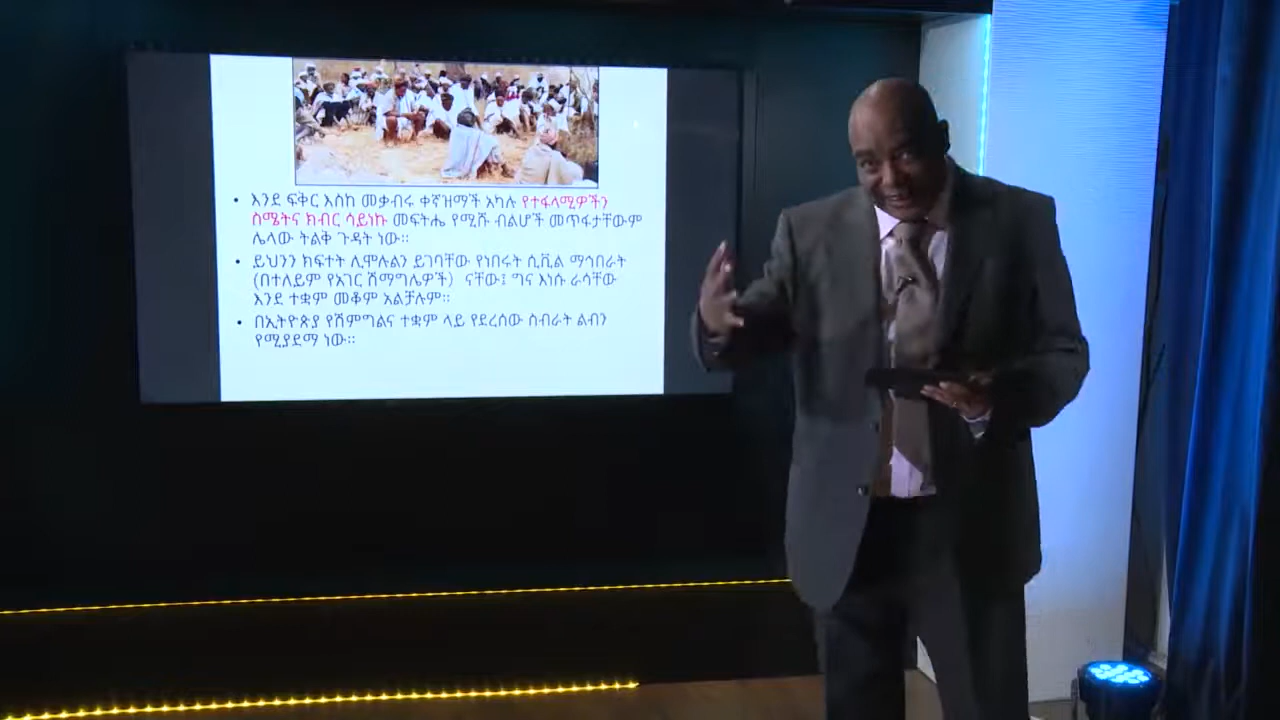 • እንደ ፍቅር እስከ መቃብሩ ቀኛዝማች አካሉ የተፋላሚዎችን
ስሜትና ክብር ሳይነኩ መፍትሔ የሚሹ ብልሆች መጥፋታቸውም
ሌላው ትልቅ ጉዳት ነው።
• ይህንን ክፍተት ሊሞሉልን ይገባቸው የነበሩት ሲቪል ማኅበራት
(በተለይም የአገር ሽማግሌዎች) ናቸው፤ ግና እነሱ ራሳቸው
እንደ ተቋም መቆም አልቻሉም።
• በኢትዮጵያ የሽምግልና ተቋም ላይ የደረሰው ስብራት ልብን
የሚያደማ ነው።